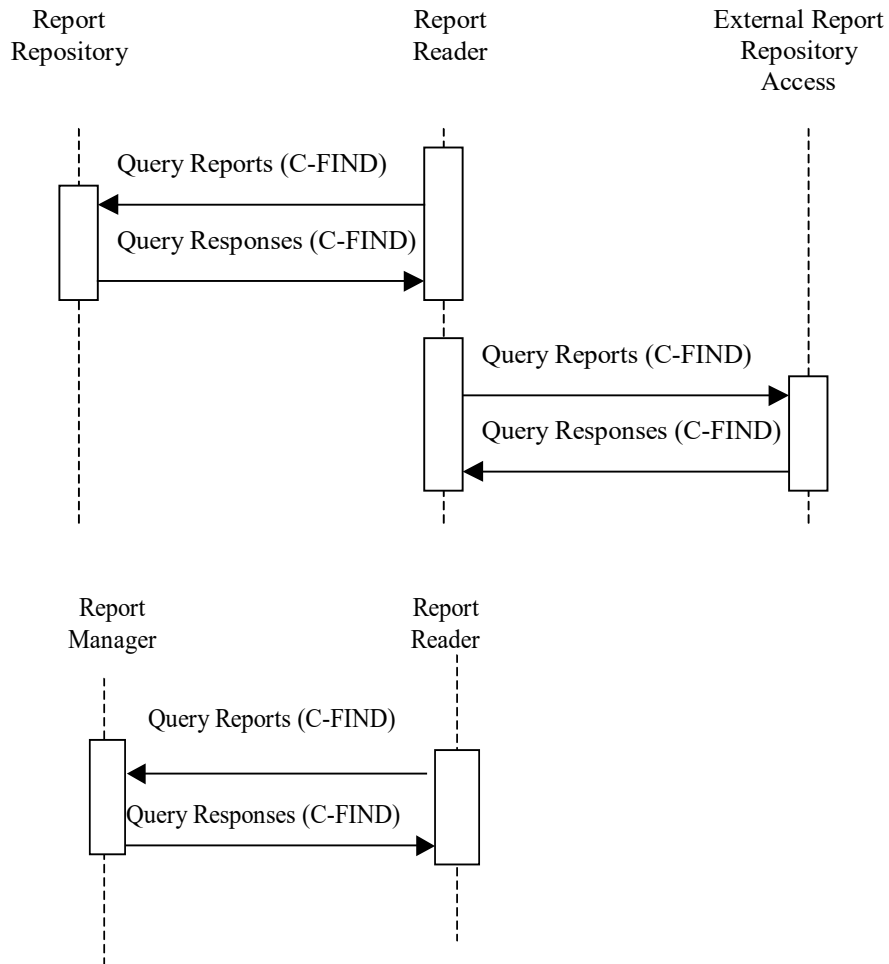 Report
Repository
Report
Reader
External Report
Repository
Access
Query Reports (C-FIND)
Query Responses (C-FIND)
Query Reports (C-FIND)
Query Responses (C-FIND)
Report
Manager
Report
Reader
Query Reports (C-FIND)
Query Responses (C-FIND)